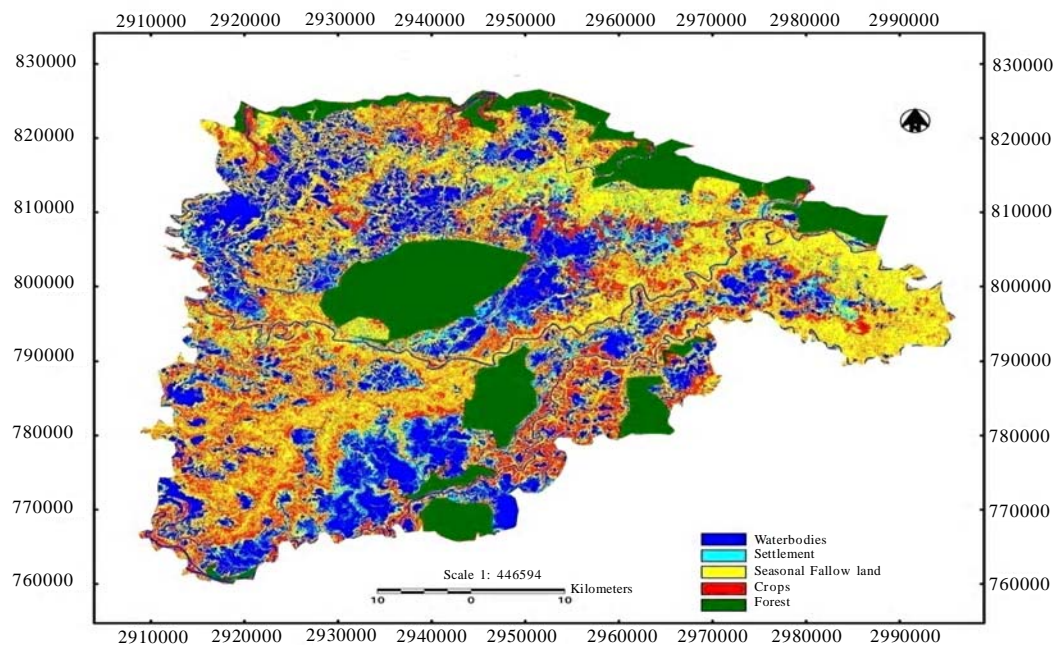 2910000 2920000 2930000 2940000 2950000 2960000 2970000 2980000 2990000
830000 830000
820000 820000
810000 810000
800000 800000
790000 790000
780000 780000
770000 770000
760000 760000
Waterbodies
Settlement
Seasonal Fallow land
Crops
Forest
Scale 1: 446594
Kilometers
10 0 10
2910000 2920000 2930000 2940000 2950000 2960000 2970000 2980000 2990000